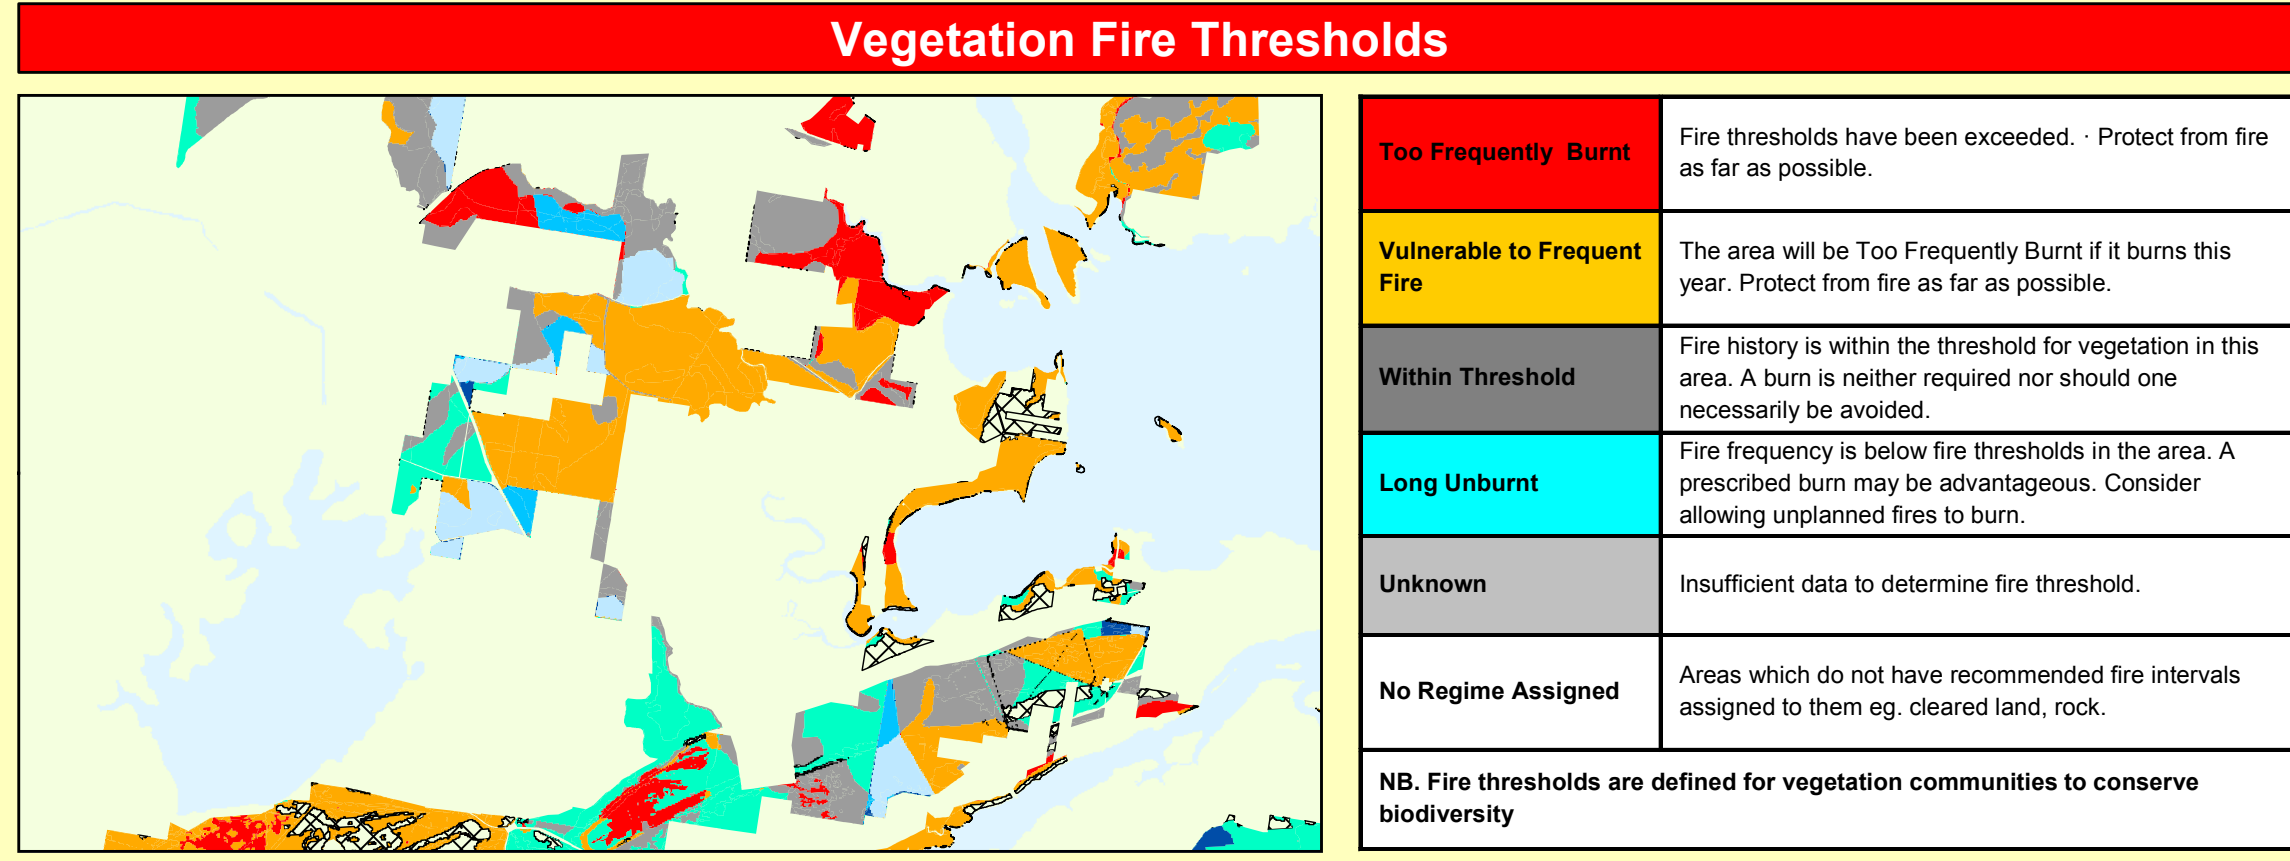 Vegetation Fire Thresholds
Too Frequently Burnt
Fire thresholds have been exceeded. · Protect from fire
as far as possible.
Vulnerable to Frequent
Fire
The area will be Too Frequently Burnt if it burns this
year. Protect from fire as far as possible.
Within Threshold
Fire history is within the threshold for vegetation in this
area. A burn is neither required nor should one
necessarily be avoided.
Long Unburnt
Fire frequency is below fire thresholds in the area. A
prescribed burn may be advantageous. Consider
allowing unplanned fires to burn.
Unknown
Insufficient data to determine fire threshold.
No Regime Assigned
Areas which do not have recommended fire intervals
assigned to them eg. cleared land, rock.
NB. Fire thresholds are defined for vegetation communities to conserve
biodiversity